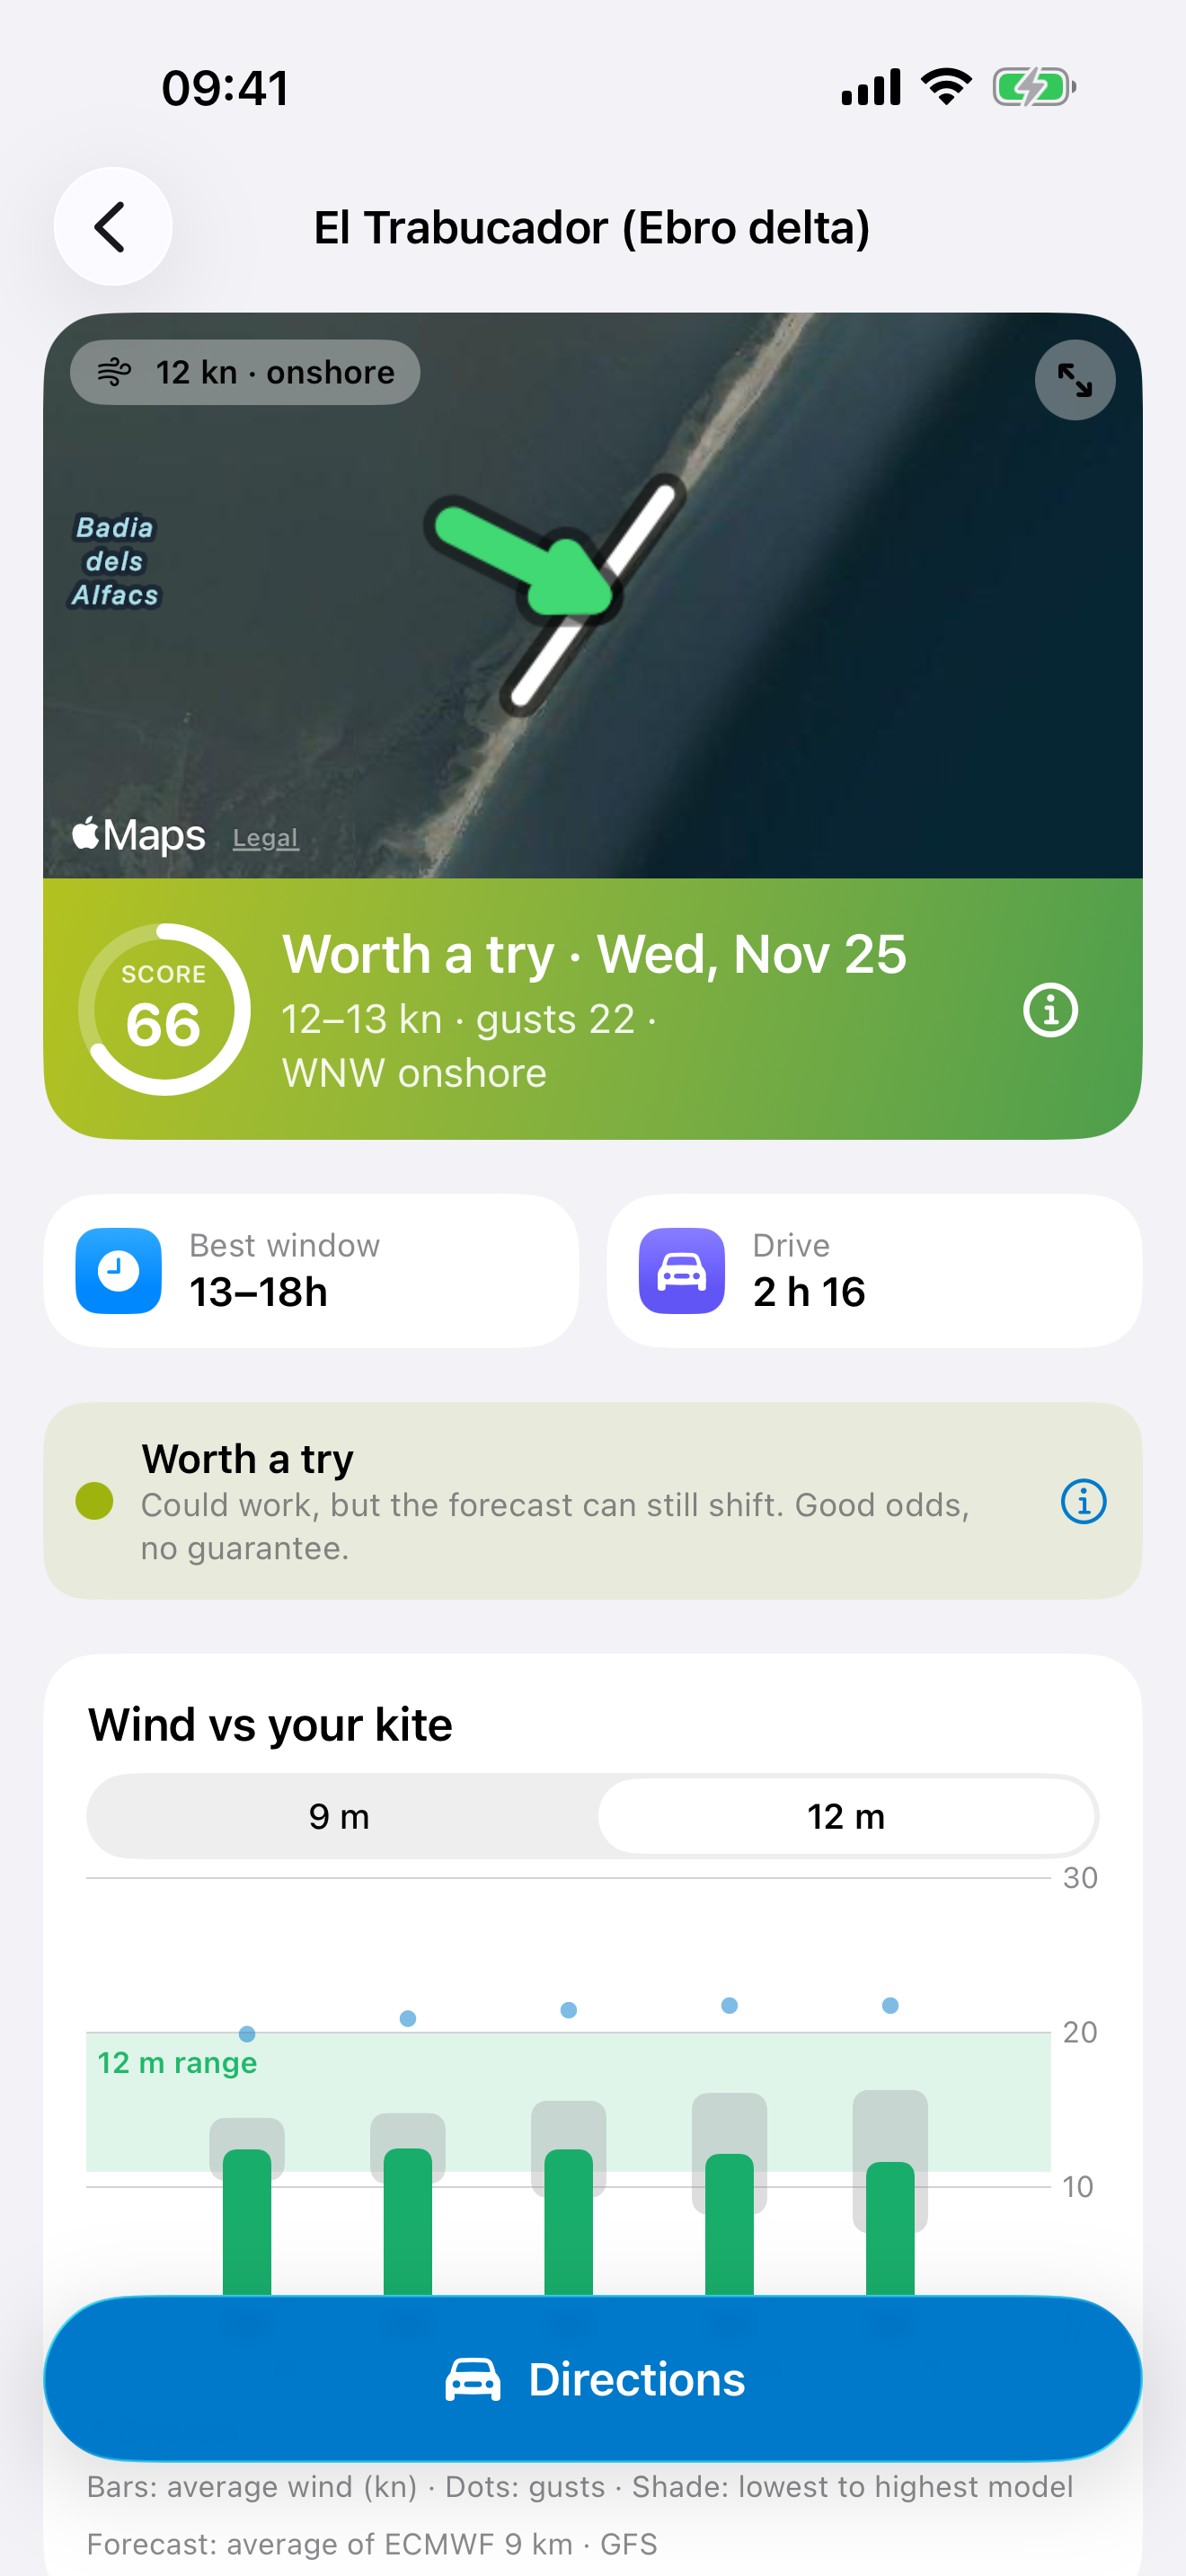 09:41
El Trabucador (Ebro delta)
12 kn · onshore
Badia
dels
Alfacs
Maps Legal
SCORE
66
Worth a try · Wed, Nov 25
12–13 kn · gusts 22 ·
WNW onshore
Best window
13–18h
Drive
2 h 16
Worth a try
Could work, but the forecast can still shift. Good odds,
no guarantee.
Wind vs your kite
9 m
12 m
30
20
12 m range
10
Directions
Bars: average wind (kn) · Dots: gusts · Shade: lowest to highest model
Forecast: average of ECMWF 9 km · GFS